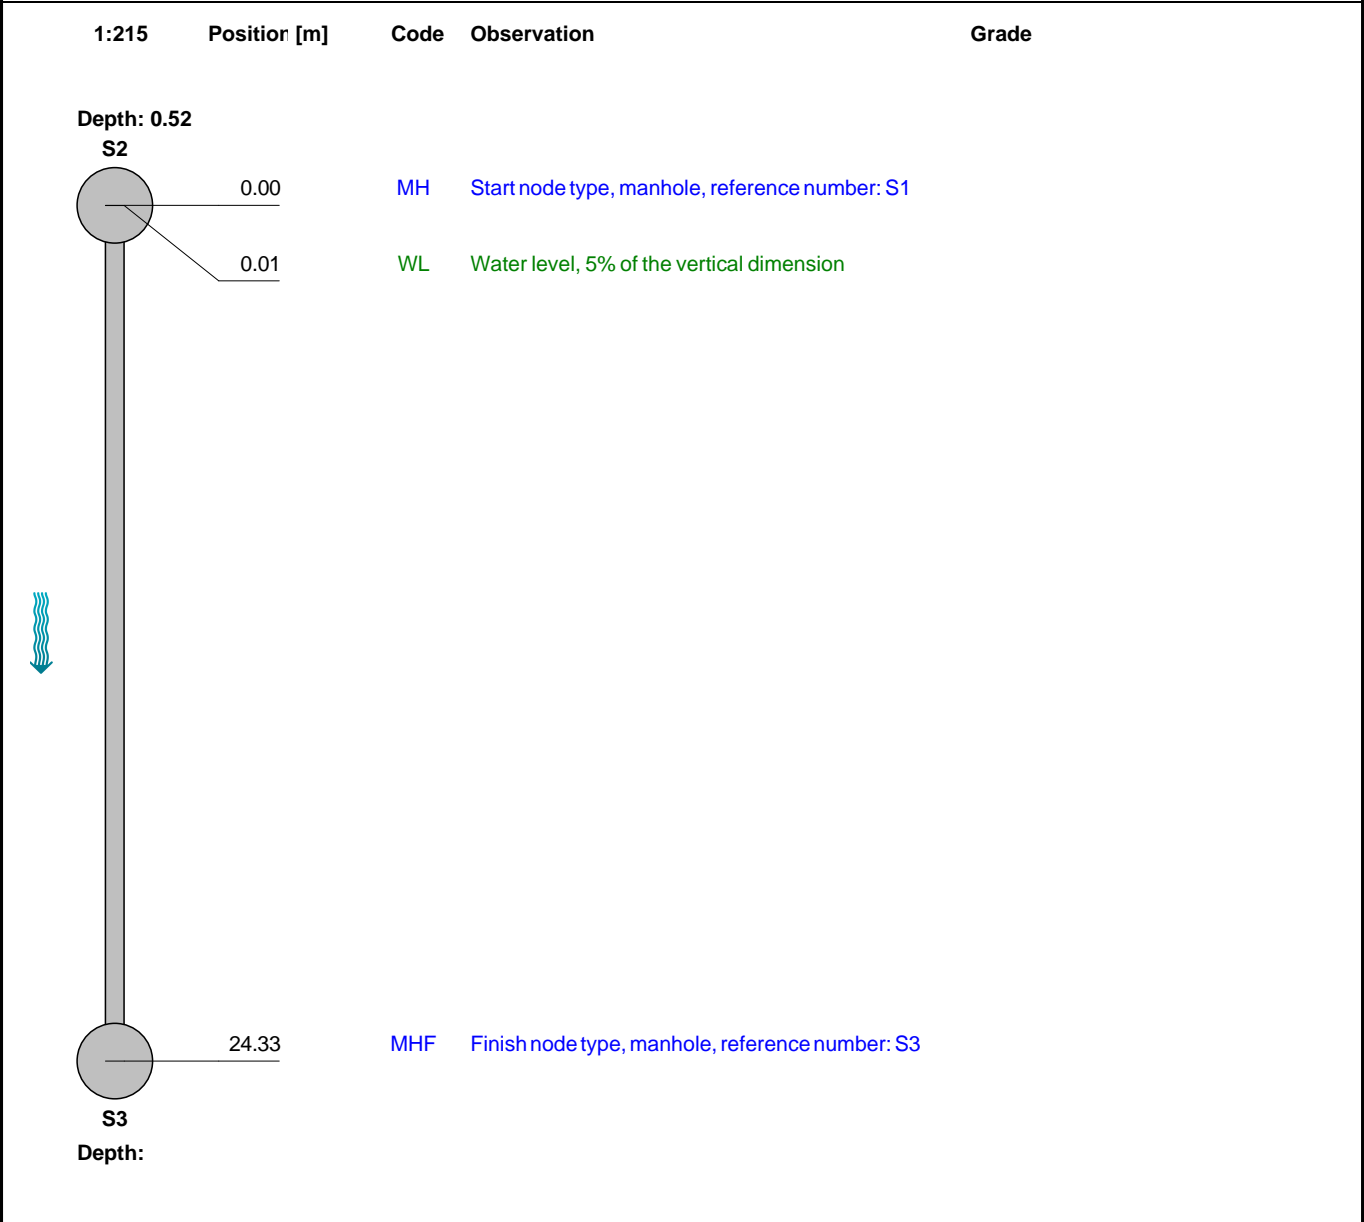 1:215 Position [m] Code Observation Grade
Depth: 0.52
S2
0.00 MH Start node type, manhole, reference number: S1
0.01 WL Water level, 5% of the vertical dimension
24.33 MHF Finish node type, manhole, reference number: S3
S3
Depth: